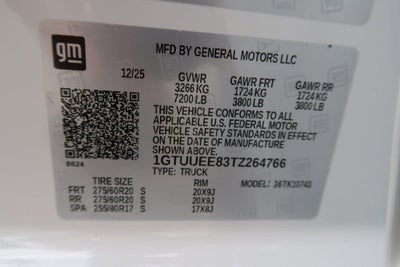 gm
MFD BY GENERAL MOTORS LLC
12/25 GVWR GAWR FRT GAWR RR
3266 KG 1724 KG 1724 KG
7200 LB 3800 LB 3800 LB
THIS VEHICLE CONFORMS TO ALL
APPLICABLE U.S. FEDERAL MOTOR
VEHICLE SAFETY STANDARDS IN EFFECT
ON THE DATE OF MANUFACTURE SHOWN ABOVE.
1GTUUEE83TZ264766
S624
TYPE: TRUCK
TIRE SIZE RIM MODEL: 36TK10743
FRT 275/60R20 S 20X9J
RR 275/60R20 S 20X9J
SPA 255/80R17 S 17X8J